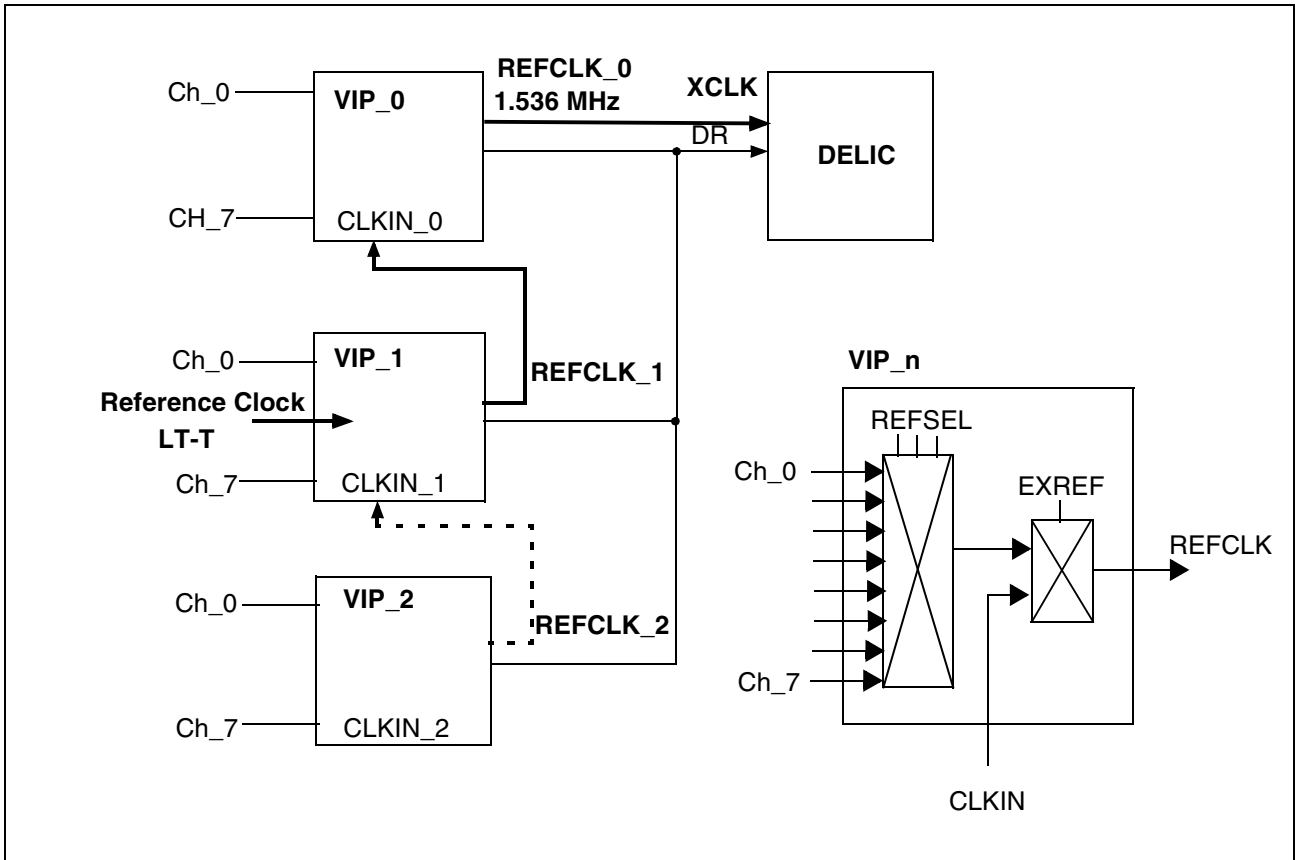 REFCLK_0
1.536 MHz
XCLK
Ch_0
VIP_0
DR
DELIC
CH_7
CLKIN_0
Ch_0
VIP_1
REFCLK_1
Reference Clock
LT-T
Ch_7
CLKIN_1
Ch_0
VIP_2
REFCLK_2
Ch_7
CLKIN_2
VIP_n
REFSEL
Ch_0
EXREF
REFCLK
Ch_7
CLKIN